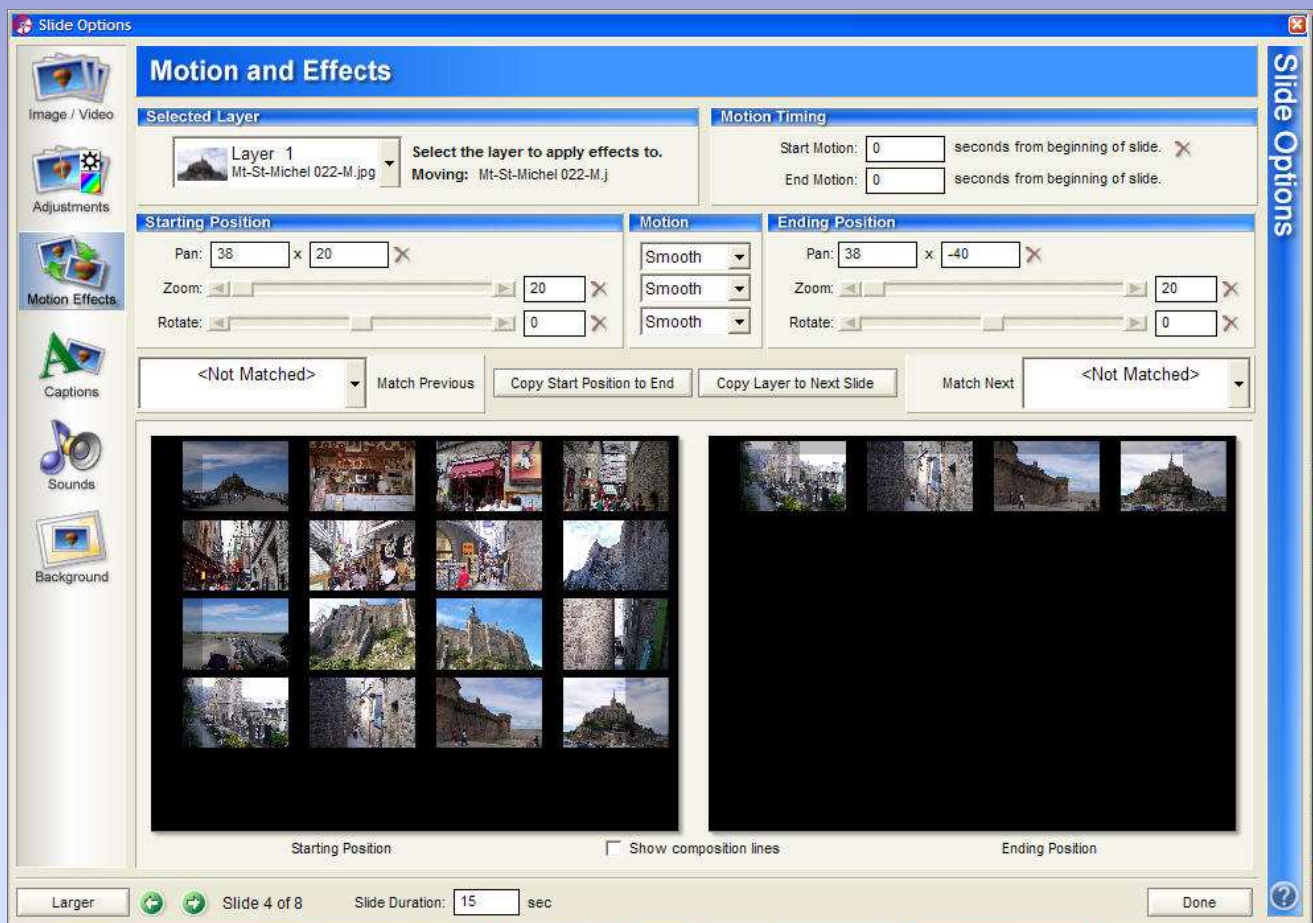 Slide Options
Image / Video
Adjustments
Motion Effects
Captions
Sounds
Background
Motion and Effects
Selected Layer
Layer 1
Mt-St-Michel 022-M.jpg
Select the layer to apply effects to.
Moving: Mt-St-Michel 022-M.j
Motion Timing
Start Motion: 0 seconds from beginning of slide.
End Motion: 0 seconds from beginning of slide.
Starting Position
Pan: 38 x 20
Zoom: 20
Rotate: 0
Motion
Smooth
Smooth
Smooth
Ending Position
Pan: 38 x -40
Zoom: 20
Rotate: 0
<Not Matched> Match Previous Copy Start Position to End Copy Layer to Next Slide Match Next <Not Matched>
Starting Position Show composition lines Ending Position
Larger Slide 4 of 8 Slide Duration: 15 sec Done
?
Slide Options